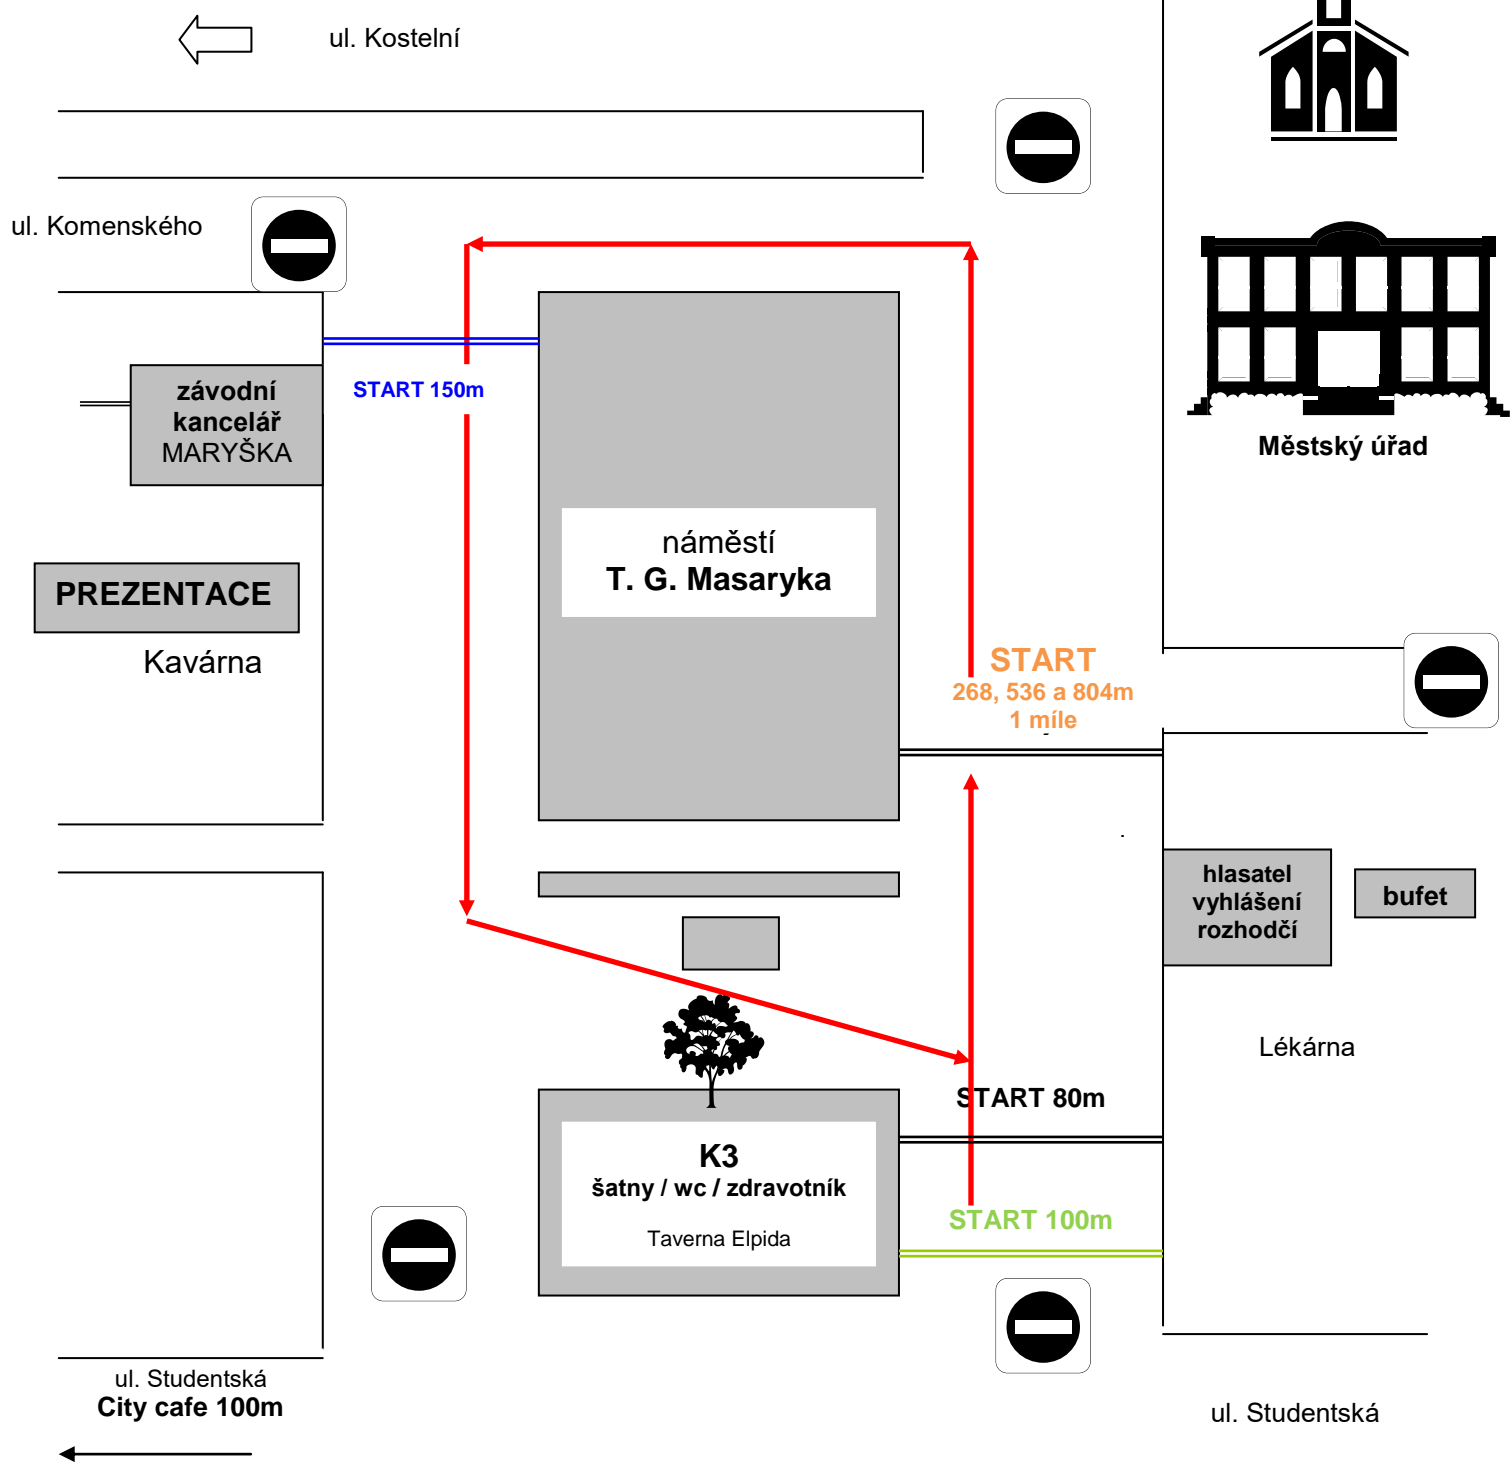 ul. Kostelní
ul. Komenského
START 150m
závodní
kancelář
MARYŠKA
Městský úřad
náměstí
T. G. Masaryka
PREZENTACE
Kavárna
START
268, 536 a 804m
1 míle
hlasatel
vyhlášení
rozhodčí
bufet
Lékárna
START 80m
K3
šatny / wc / zdravotník
Taverna Elpida
START 100m
ul. Studentská
City cafe 100m
ul. Studentská